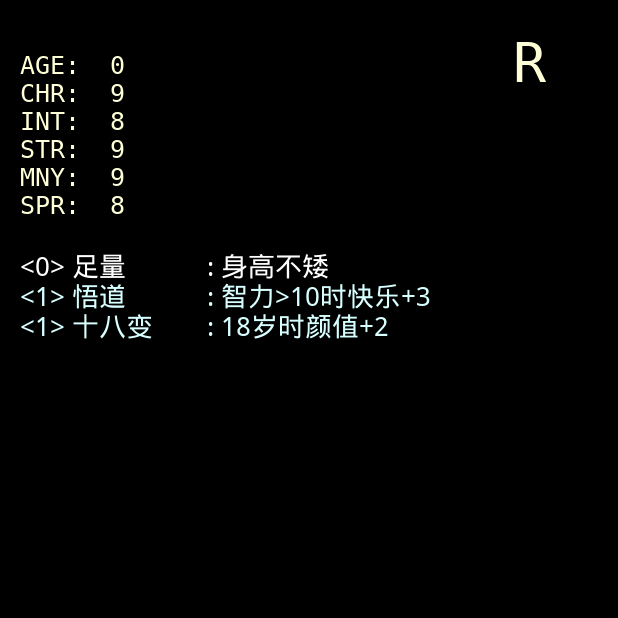 R
AGE: 0
CHR: 9
INT: 8
STR: 9
MNY: 9
SPR: 8
<0> 足量 : 身高不矮
<1> 悟道 : 智力>10时快乐+3
<1> 十八变 : 18岁时颜值+2